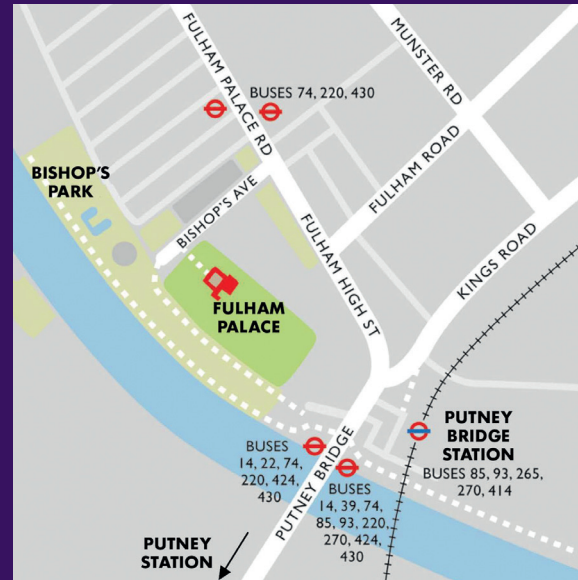 FULHAM PALACE RD
BUSES 74, 220, 430
MUNSTER RD
FULHAM ROAD
BISHOP'S
PARK
BISHOP'S AVE
FULHAM HIGH ST
KINGS ROAD
FULHAM
PALACE
PUTNEY
BRIDGE
STATION
BUSES 85, 93, 265,
270, 414
BUSES
14, 22, 74,
220, 424,
430
PUTNEY BRIDGE
BUSES
14, 39, 74,
85, 93, 220,
270, 424,
430
PUTNEY
STATION